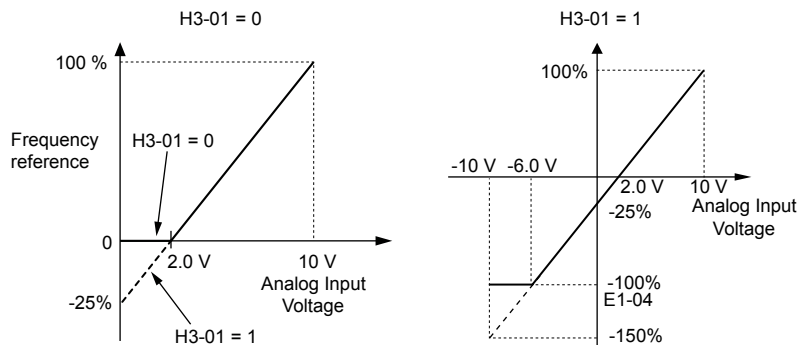 H3-01 = 0
100 %
Frequency
reference
H3-01 = 0
0
2.0 V
10 V
Analog Input
Voltage
-25%
H3-01 = 1
H3-01 = 1
100%
-10 V
-6.0 V
2.0 V
10 V
Analog Input
Voltage
-25%
-100%
E1-04
-150%